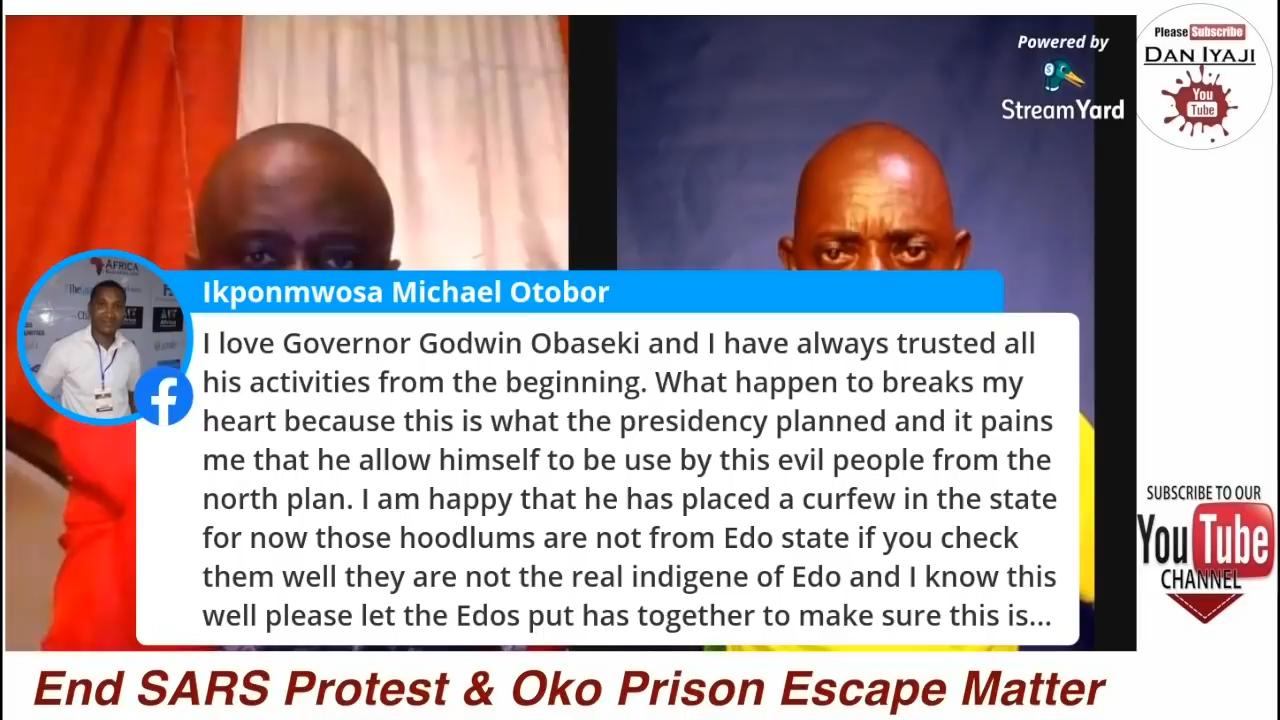 Powered by
StreamYard
Please Subscribe
DAN IYAJI
You
Tube
AFRICA
Ikponmwosa Michael Otobor
I love Governor Godwin Obaseki and I have always trusted all
his activities from the beginning. What happen to breaks my
heart because this is what the presidency planned and it pains
me that he allow himself to be use by this evil people from the
north plan. I am happy that he has placed a curfew in the state
for now those hoodlums are not from Edo state if you check
them well they are not the real indigene of Edo and I know this
well please let the Edos put has together to make sure this is...
SUBSCRIBE TO OUR
YouTube
CHANNEL
End SARS Protest & Oko Prison Escape Matter